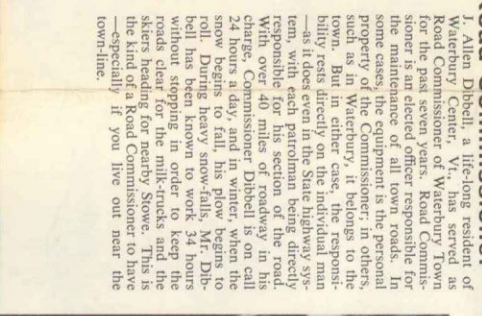 J. Allen Dibbell, a life-long resident of
Waterbury Center, Vt., has served as
Road Commissioner of Waterbury Town
for the past seven years. Road Commis-
sioner is an elected officer responsible for
the maintenance of all town roads. In
some cases, the equipment is the personal
property of the Commissioner; in others,
such as in Waterbury, it belongs to the
town. But in either case, the responsi-
bility rests directly on the individual man
—as it does even in the State highway sys-
tem, with each patrolman being directly
responsible for his section of the road.
With over 40 miles of roadway in his
charge, Commissioner Dibbell is on call
24 hours a day, and in winter, when the
snow begins to fall, his plow begins to
roll. During heavy snow-falls, Mr. Dib-
bell has been known to work 34 hours
without stopping in order to keep the
roads clear for the milk-trucks and the
skiers heading for nearby Stowe. This is
the kind of a Road Commissioner to have
—especially if you live out near the
town-line.